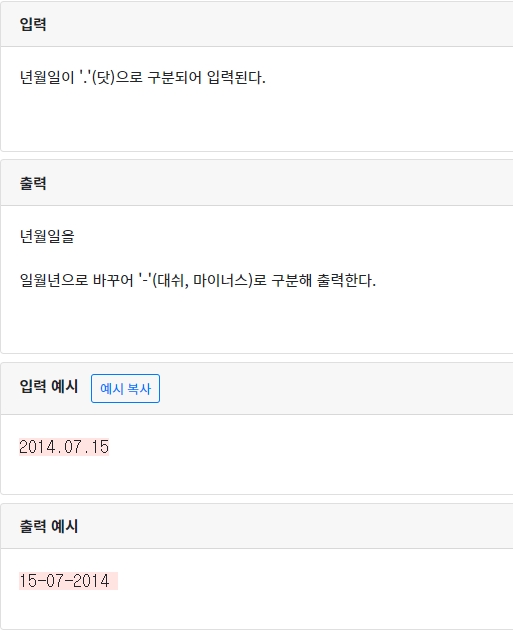 입력
년월일이 '.'(닷)으로 구분되어 입력된다.
출력
년월일을
일월년으로 바꾸어 '-'(대쉬, 마이너스)로 구분해 출력한다.
입력 예시 예시 복사
2014.07.15
출력 예시
15-07-2014